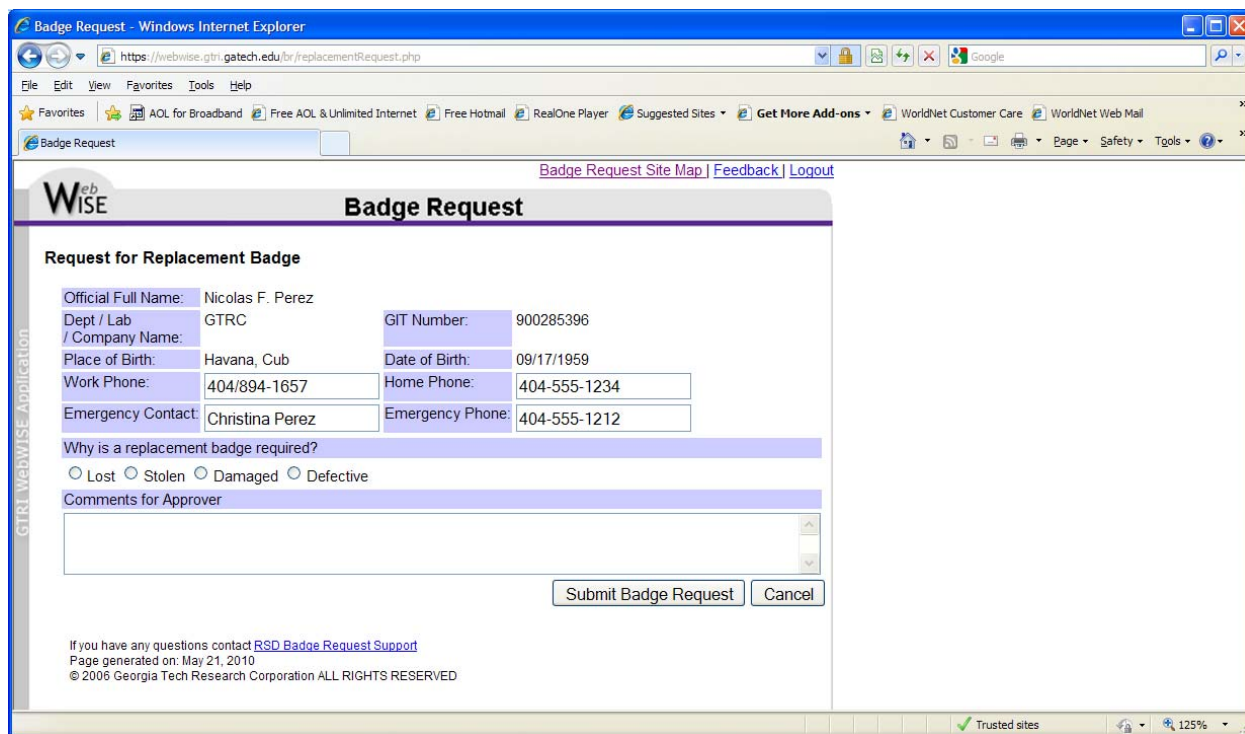 Badge Request - Windows Internet Explorer
https://webwise.gtri.gatech.edu/br/replacementRequest.php
Google
File Edit View Favorites Tools Help
Favorites AOL for Broadband Free AOL & Unlimited Internet Free Hotmail RealOne Player Suggested Sites Get More Add-ons WorldNet Customer Care WorldNet Web Mail »
Badge Request Page Safety Tools »
Badge Request Site Map | Feedback | Logout
WebWISE
Badge Request
GTRI WebWISE Application
Request for Replacement Badge
Official Full Name: Nicolas F. Perez
Dept / Lab GTRC GIT Number: 900285396
/ Company Name:
Place of Birth: Havana, Cub Date of Birth: 09/17/1959
Work Phone: 404/894-1657 Home Phone: 404-555-1234
Emergency Contact: Christina Perez Emergency Phone: 404-555-1212
Why is a replacement badge required?
Lost Stolen Damaged Defective
Comments for Approver
Submit Badge Request Cancel
If you have any questions contact RSD Badge Request Support
Page generated on: May 21, 2010
© 2006 Georgia Tech Research Corporation ALL RIGHTS RESERVED
Trusted sites 125%